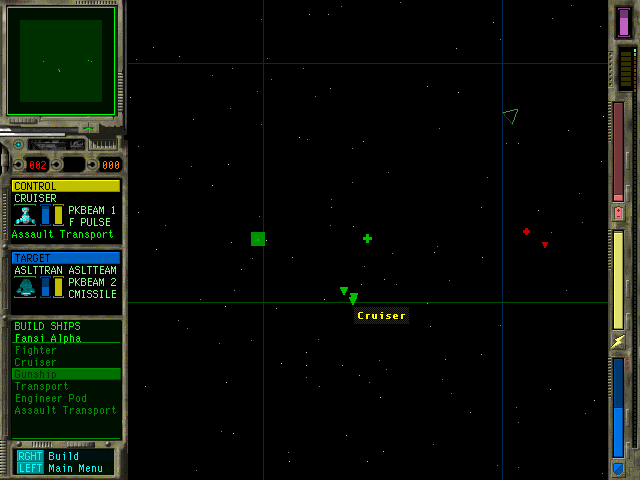 002
000
CONTROL
CRUISER
PKBEAM 1
F PULSE
Assault Transport
TARGET
ASLTTRAN ASLTTEAM
PKBEAM 2
CMISSILE
BUILD SHIPS
Fansi Alpha
Fighter
Cruiser
Gunship
Transport
Engineer Pod
Assault Transport
RGHT Build
LEFT Main Menu
Cruiser